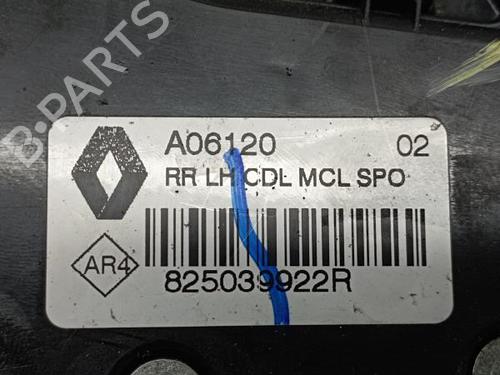 B-PARTS
A06120 02
RR LH CDL MCL SPO
AR4
825039922R